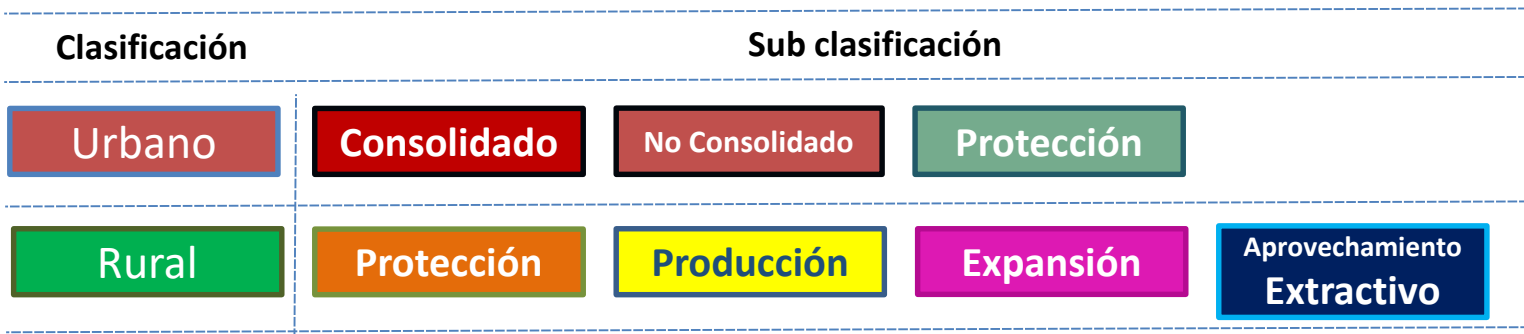 Clasificación Sub clasificación
Urbano Consolidado No Consolidado Protección
Rural Protección Producción Expansión Aprovechamiento
Extractivo